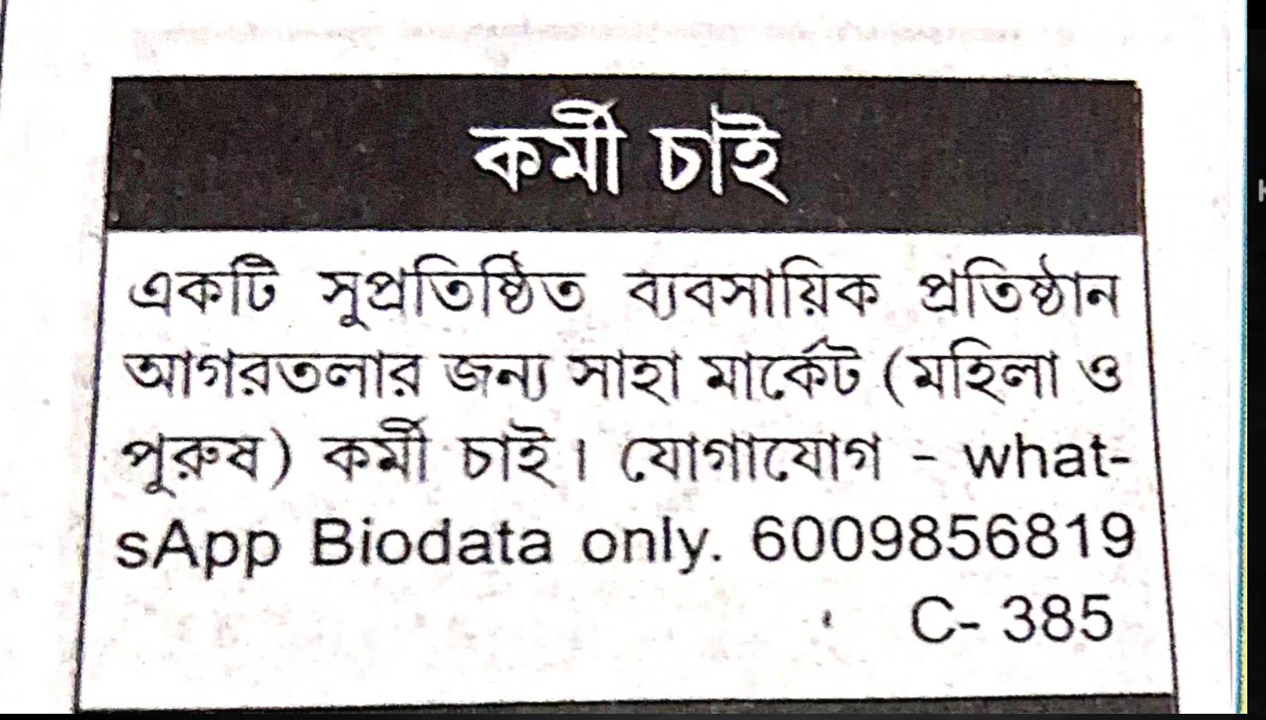 কর্মী চাই
একটি সুপ্রতিষ্ঠিত ব্যবসায়িক প্রতিষ্ঠান
আগরতলার জন্য সাহা মার্কেট (মহিলা ও
পুরুষ) কর্মী চাই। যোগাযোগ - what-
sApp Biodata only. 6009856819
C- 385